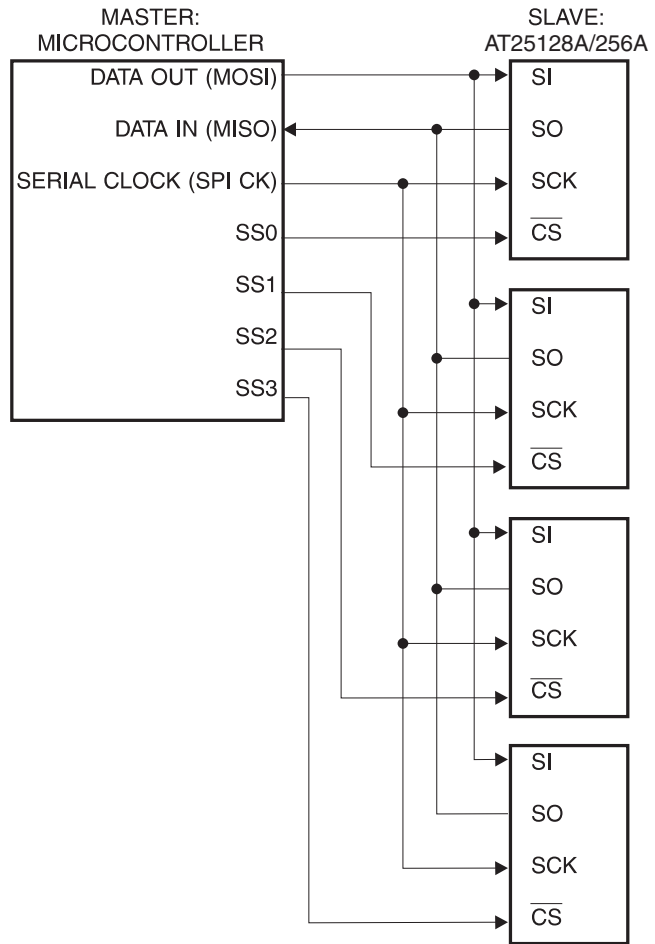 MASTER:
MICROCONTROLLER
DATA OUT (MOSI)
DATA IN (MISO)
SERIAL CLOCK (SPI CK)
SS0
SS1
SS2
SS3
SLAVE:
AT25128A/256A
SI
SO
SCK
CS
SI
SO
SCK
CS
SI
SO
SCK
CS
SI
SO
SCK
CS